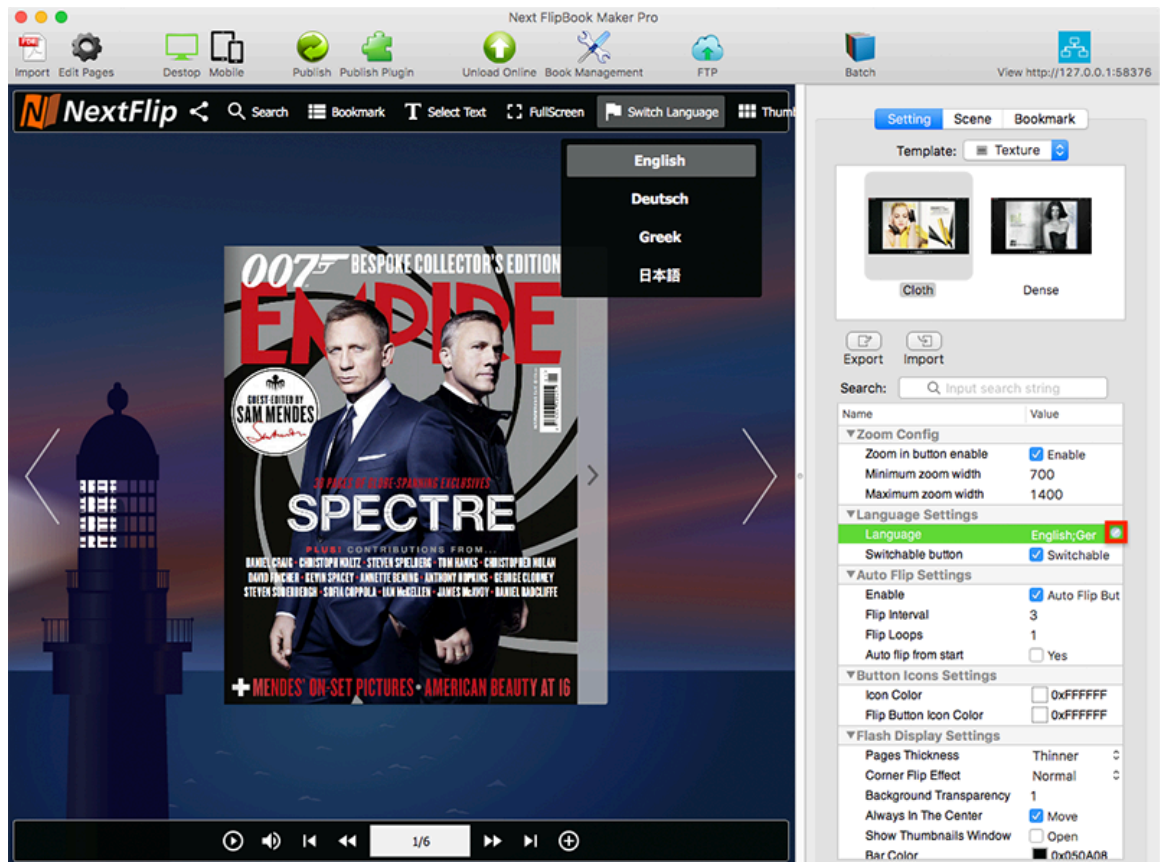 Next FlipBook Maker Pro
Import Edit Pages Destop Mobile Publish Publish Plugin Unload Online Book Management FTP Batch View http://127.0.0.1:58376
NextFlip Search Bookmark T Select Text FullScreen Switch Language Thumb
English
Deutsch
Greek
日本語
007 BESPOKE COLLECTOR'S EDITION
EMPIRE
GUEST-EDITED BY
SAM MENDES
20 PAGES OF GLOBE-SPANNING EXCLUSIVES
SPECTRE
PLUS! CONTRIBUTIONS FROM...
DANIEL CRAIG • CHRISTOPH WALTZ • STEVEN SPIELBERG • TOM HANKS • CHRISTOPHER NOLAN
DAVID FINCHER • KEVIN SPACEY • ANNETTE BENING • ANTHONY HOPKINS • GEORGE CLOONEY
STEVEN SODERBERGH • SOFIA COPPOLA • IAN McKELLEN • JAMES McAVOY • DANIEL RADCLIFFE
+ MENDES' ON-SET PICTURES • AMERICAN BEAUTY AT 16
1/6
Setting Scene Bookmark
Template: Texture
Cloth Dense
Export Import
Search: Input search string
Name Value
Zoom Config
Zoom in button enable Enable
Minimum zoom width 700
Maximum zoom width 1400
Language Settings
Language English;Ger
Switchable button Switchable
Auto Flip Settings
Enable Auto Flip But
Flip Interval 3
Flip Loops 1
Auto flip from start Yes
Button Icons Settings
Icon Color 0xFFFFFF
Flip Button Icon Color 0xFFFFFF
Flash Display Settings
Pages Thickness Thinner
Corner Flip Effect Normal
Background Transparency 1
Always In The Center Move
Show Thumbnails Window Open
Bar Color 0x050A08